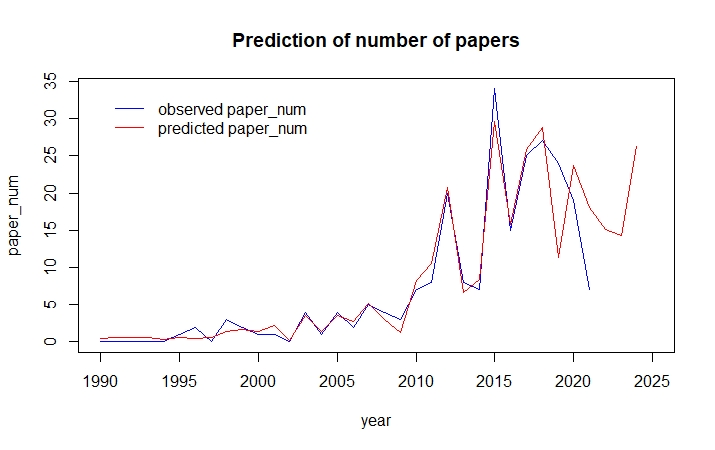 Prediction of number of papers
observed paper_num
predicted paper_num
paper_num
35
30
25
20
15
10
5
0
1990 1995 2000 2005 2010 2015 2020 2025
year